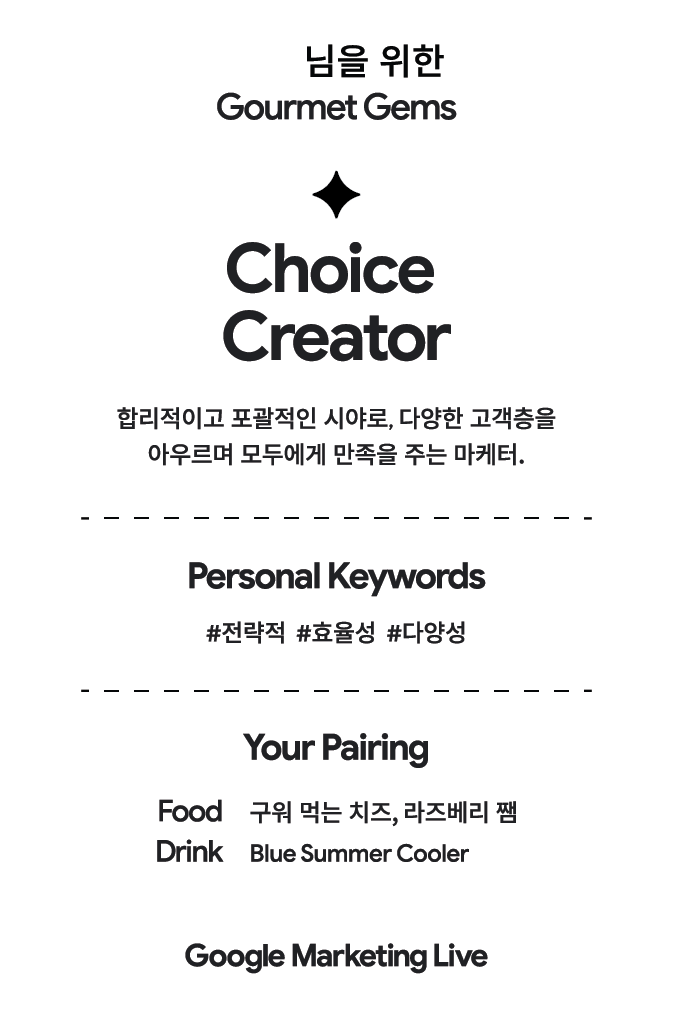 님을 위한
Gourmet Gems
Choice
Creator
합리적이고 포괄적인 시야로, 다양한 고객층을
아우르며 모두에게 만족을 주는 마케터.
Personal Keywords
#전략적 #효율성 #다양성
Your Pairing
Food 구워 먹는 치즈, 라즈베리 쨈
Drink Blue Summer Cooler
Google Marketing Live